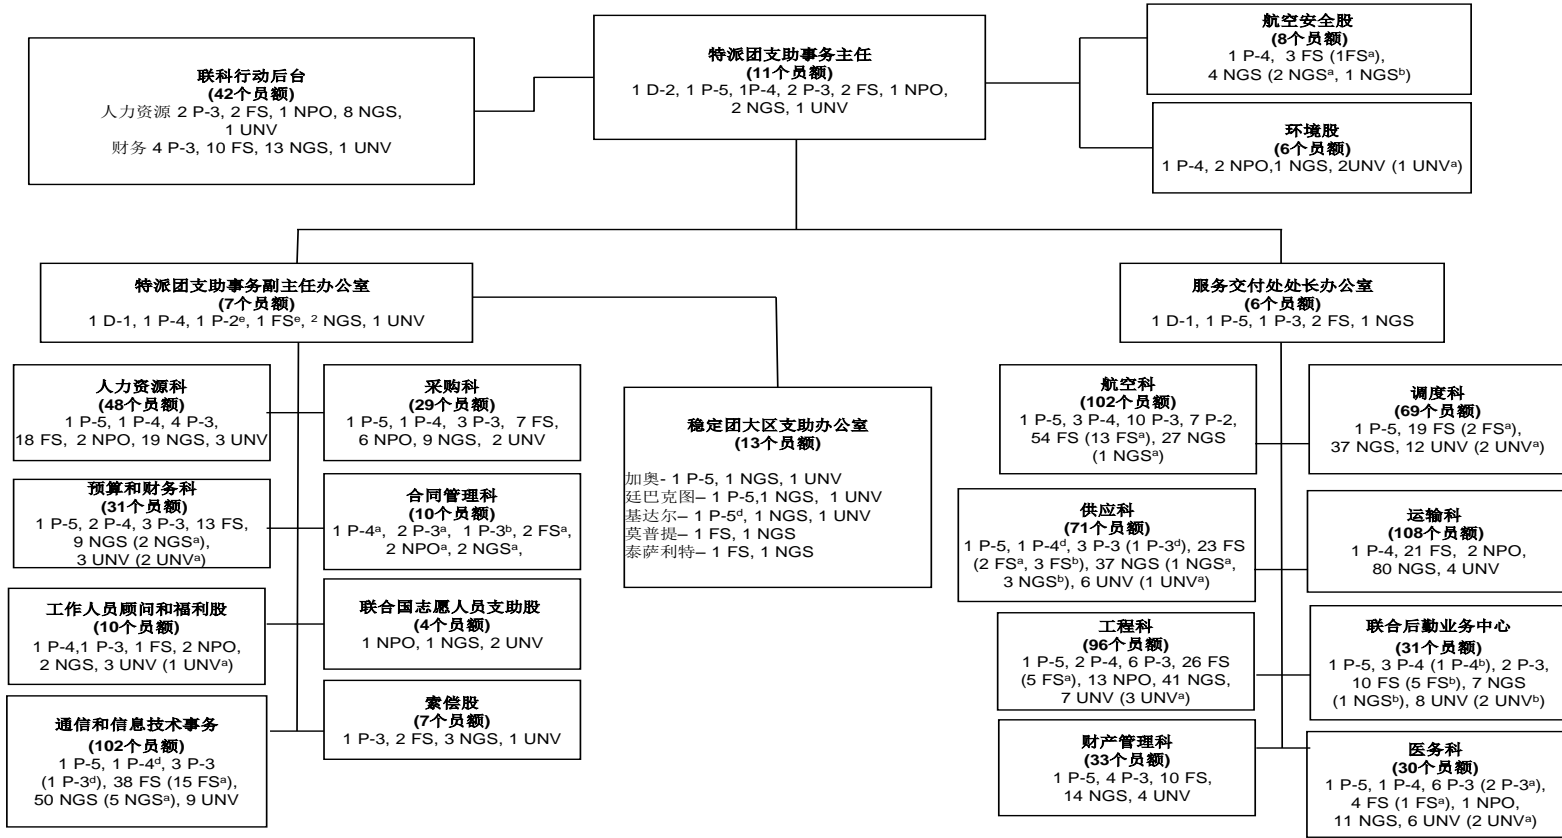 联科行动后台
(42个员额)
人力资源 2 P-3, 2 FS, 1 NPO, 8 NGS,
1 UNV
财务 4 P-3, 10 FS, 13 NGS, 1 UNV
特派团支助事务主任
(11个员额)
1 D-2, 1 P-5, 1P-4, 2 P-3, 2 FS, 1 NPO,
2 NGS, 1 UNV
航空安全股
(8个员额)
1 P-4, 3 FS (1FSᵃ),
4 NGS (2 NGSᵃ, 1 NGSᵇ)
环境股
(6个员额)
1 P-4, 2 NPO,1 NGS, 2UNV (1 UNVᵃ)
特派团支助事务副主任办公室
(7个员额)
1 D-1, 1 P-4, 1 P-2ᵉ, 1 FSᵉ, ² NGS, 1 UNV
服务交付处处长办公室
(6个员额)
1 D-1, 1 P-5, 1 P-3, 2 FS, 1 NGS
人力资源科
(48个员额)
1 P-5, 1 P-4, 4 P-3,
18 FS, 2 NPO, 19 NGS, 3 UNV
采购科
(29个员额)
1 P-5, 1 P-4, 3 P-3, 7 FS,
6 NPO, 9 NGS, 2 UNV
预算和财务科
(31个员额)
1 P-5, 2 P-4, 3 P-3, 13 FS,
9 NGS (2 NGSᵃ),
3 UNV (2 UNVᵃ)
合同管理科
(10个员额)
1 P-4ᵃ, 2 P-3ᵃ, 1 P-3ᵇ, 2 FSᵃ,
2 NPOᵃ, 2 NGSᵃ,
工作人员顾问和福利股
(10个员额)
1 P-4,1 P-3, 1 FS, 2 NPO,
2 NGS, 3 UNV (1 UNVᵃ)
联合国志愿人员支助股
(4个员额)
1 NPO, 1 NGS, 2 UNV
通信和信息技术事务
(102个员额)
1 P-5, 1 P-4ᵈ, 3 P-3
(1 P-3ᵈ), 38 FS (15 FSᵃ),
50 NGS (5 NGSᵃ), 9 UNV
索偿股
(7个员额)
1 P-3, 2 FS, 3 NGS, 1 UNV
稳定团大区支助办公室
(13个员额)
加奥- 1 P-5, 1 NGS, 1 UNV
廷巴克图– 1 P-5,1 NGS, 1 UNV
基达尔– 1 P-5ᵈ, 1 NGS, 1 UNV
莫普提– 1 FS, 1 NGS
泰萨利特– 1 FS, 1 NGS
航空科
(102个员额)
1 P-5, 3 P-4, 10 P-3, 7 P-2,
54 FS (13 FSᵃ), 27 NGS
(1 NGSᵃ)
调度科
(69个员额)
1 P-5, 19 FS (2 FSᵃ),
37 NGS, 12 UNV (2 UNVᵃ)
供应科
(71个员额)
1 P-5, 1 P-4ᵈ, 3 P-3 (1 P-3ᵈ), 23 FS
(2 FSᵃ, 3 FSᵇ), 37 NGS (1 NGSᵃ,
3 NGSᵇ), 6 UNV (1 UNVᵃ)
运输科
(108个员额)
1 P-4, 21 FS, 2 NPO,
80 NGS, 4 UNV
工程科
(96个员额)
1 P-5, 2 P-4, 6 P-3, 26 FS
(5 FSᵃ), 13 NPO, 41 NGS,
7 UNV (3 UNVᵃ)
联合后勤业务中心
(31个员额)
1 P-5, 3 P-4 (1 P-4ᵇ), 2 P-3,
10 FS (5 FSᵇ), 7 NGS
(1 NGSᵇ), 8 UNV (2 UNVᵇ)
财产管理科
(33个员额)
1 P-5, 4 P-3, 10 FS,
14 NGS, 4 UNV
医务科
(30个员额)
1 P-5, 1 P-4, 6 P-3 (2 P-3ᵃ),
4 FS (1 FSᵃ), 1 NPO,
11 NGS, 6 UNV (2 UNVᵃ)